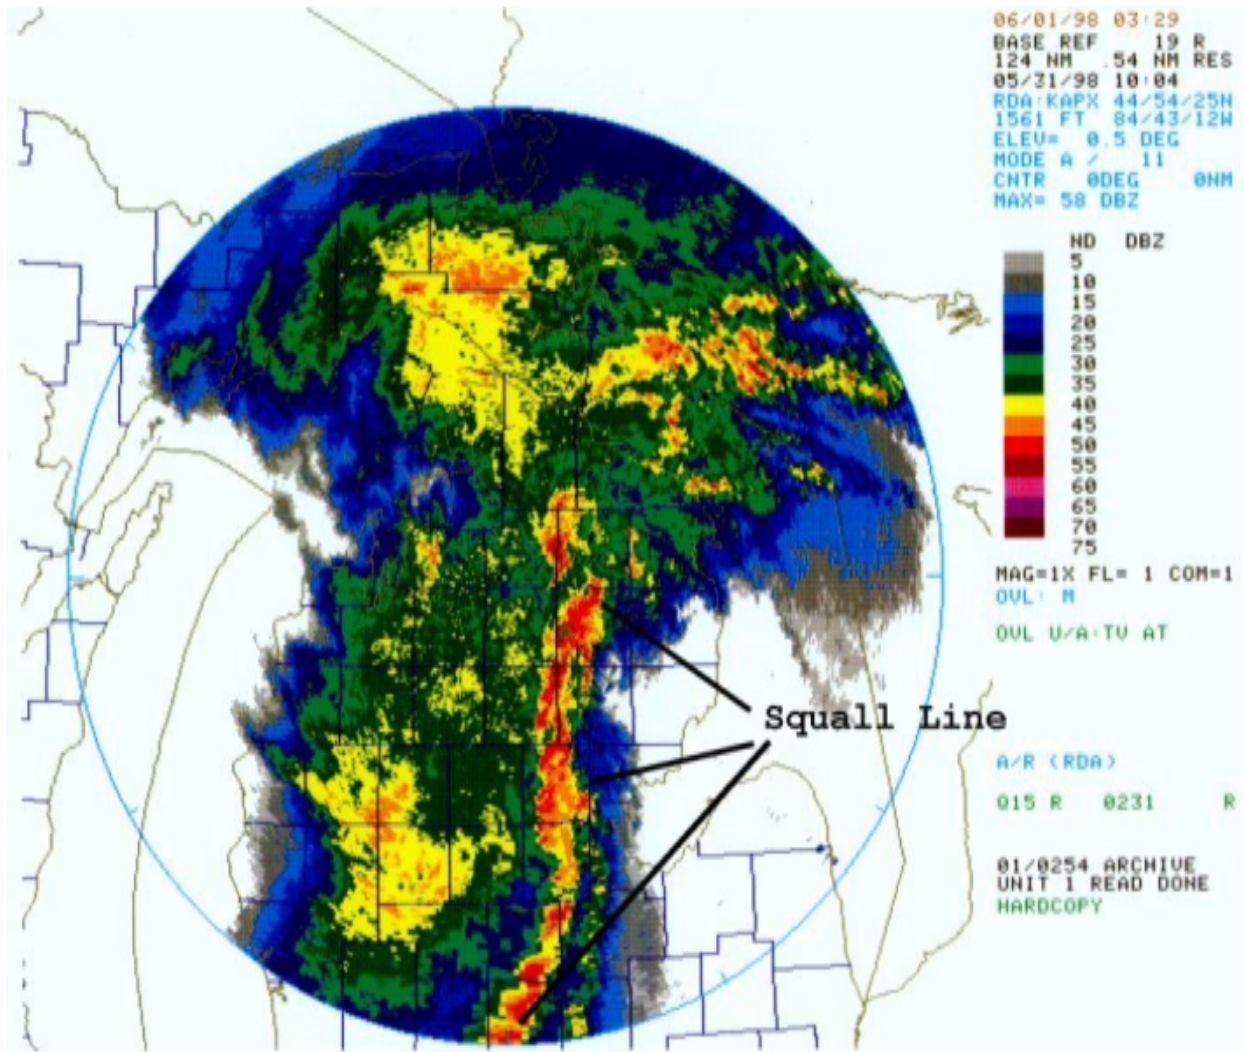 06/01/98 03:29
BASE REF 19 R
124 NM .54 NM RES
05/31/98 10:04
RDA:KAPX 44/54/25N
1561 FT 84/43/12W
ELEV= 0.5 DEG
MODE A / 11
CNTR 0DEG 0NM
MAX= 58 DBZ
ND DBZ
5
10
15
20
25
30
35
40
45
50
55
60
65
70
75
MAG=1X FL= 1 COM=1
OVL: M
OVL U/A:TV AT
Squall Line
A/R (RDA)
Q15 R 0231 R
01/0254 ARCHIVE
UNIT 1 READ DONE
HARDCOPY